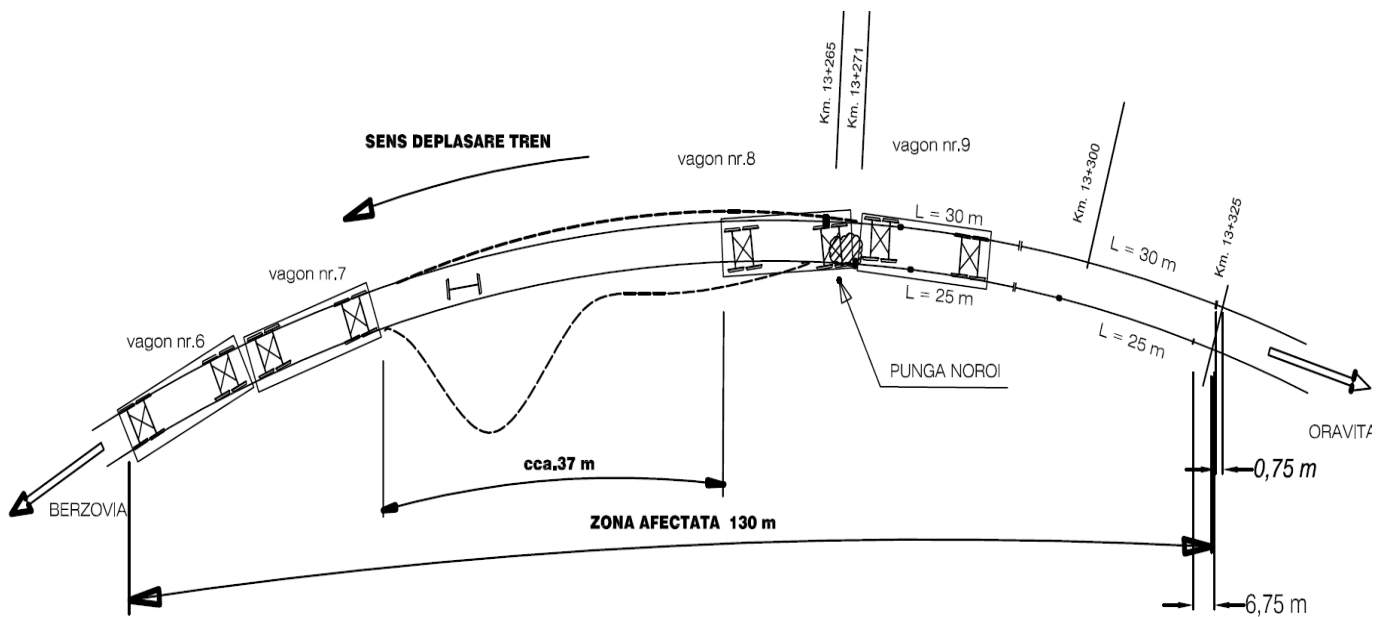 Km. 13+265
Km. 13+271
SENS DEPLASARE TREN
vagon nr.8
vagon nr.9
Km. 13+300
L = 30 m
L = 30 m
Km. 13+325
vagon nr.7
L = 25 m
L = 25 m
vagon nr.6
PUNGA NOROI
ORAVITA
cca.37 m
0,75 m
BERZOVIA
ZONA AFECTATA 130 m
6,75 m